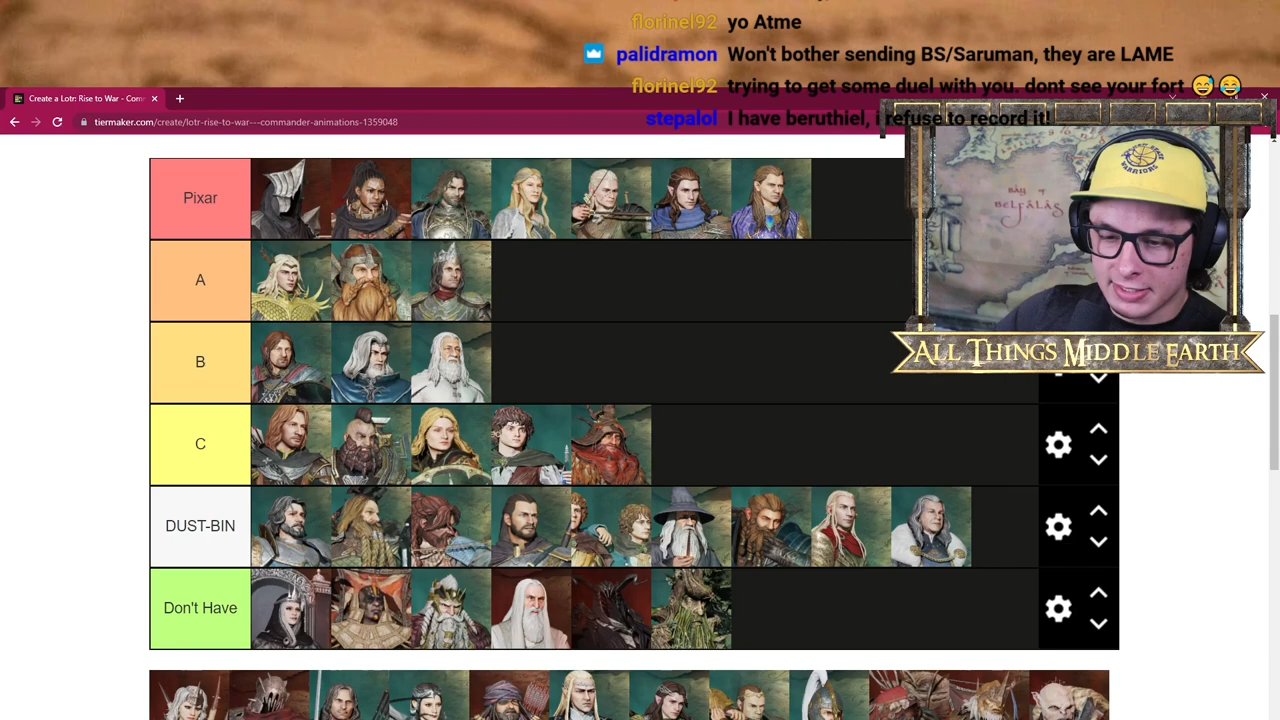 florinel92 yo Atme
palidramon Won't bother sending BS/Saruman, they are LAME
florinel92 trying to get some duel with you. dont see your fort 😅 😂
stepalol I have beruthiel, i refuse to record it!
Create a Lotr: Rise to War - Com
tiermaker.com/create/lotr-rise-to-war---commander-animations-1359048
BÂY OF
BELFÂLÂS
WARRIORS
ALL THINGS MIDDLE EARTH
Pixar
A
B
C
DUST-BIN
Don't Have